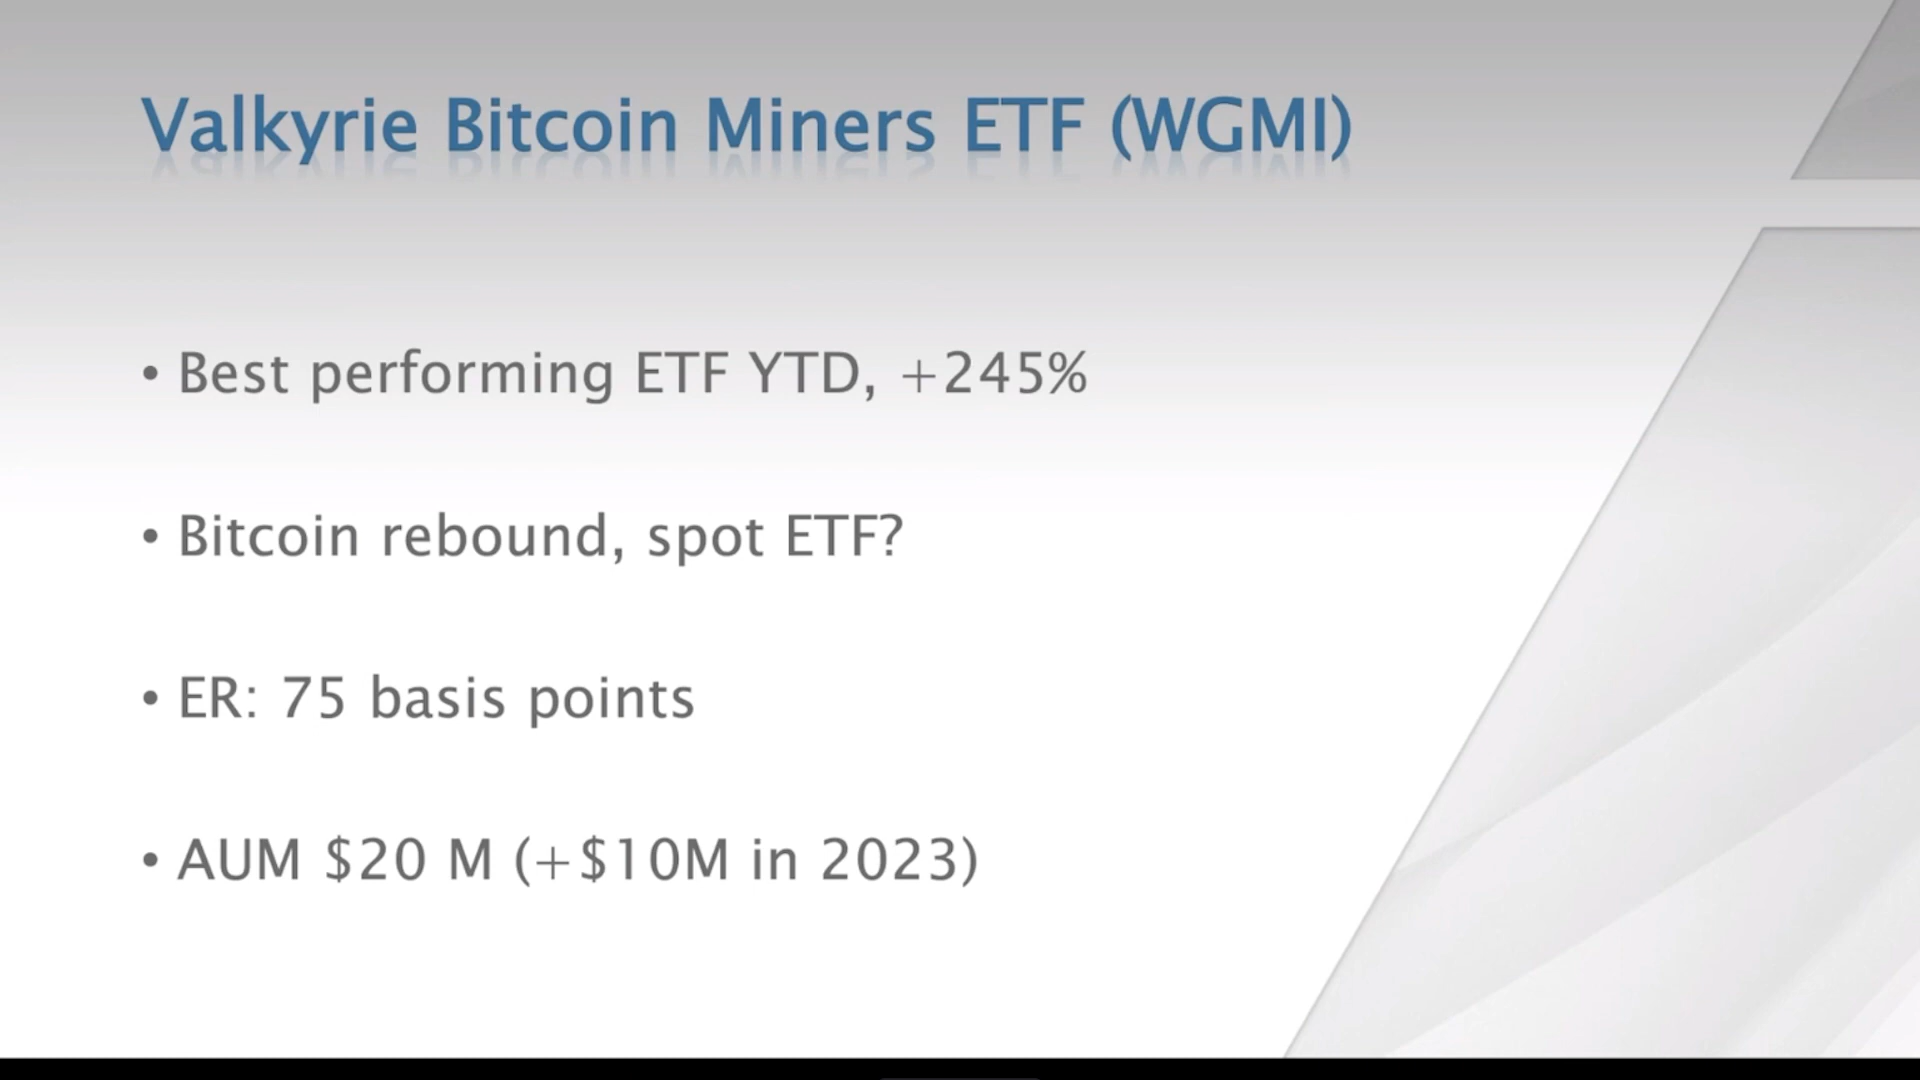 Valkyrie Bitcoin Miners ETF (WGMI)
• Best performing ETF YTD, +245%
• Bitcoin rebound, spot ETF?
• ER: 75 basis points
• AUM $20 M (+$10M in 2023)